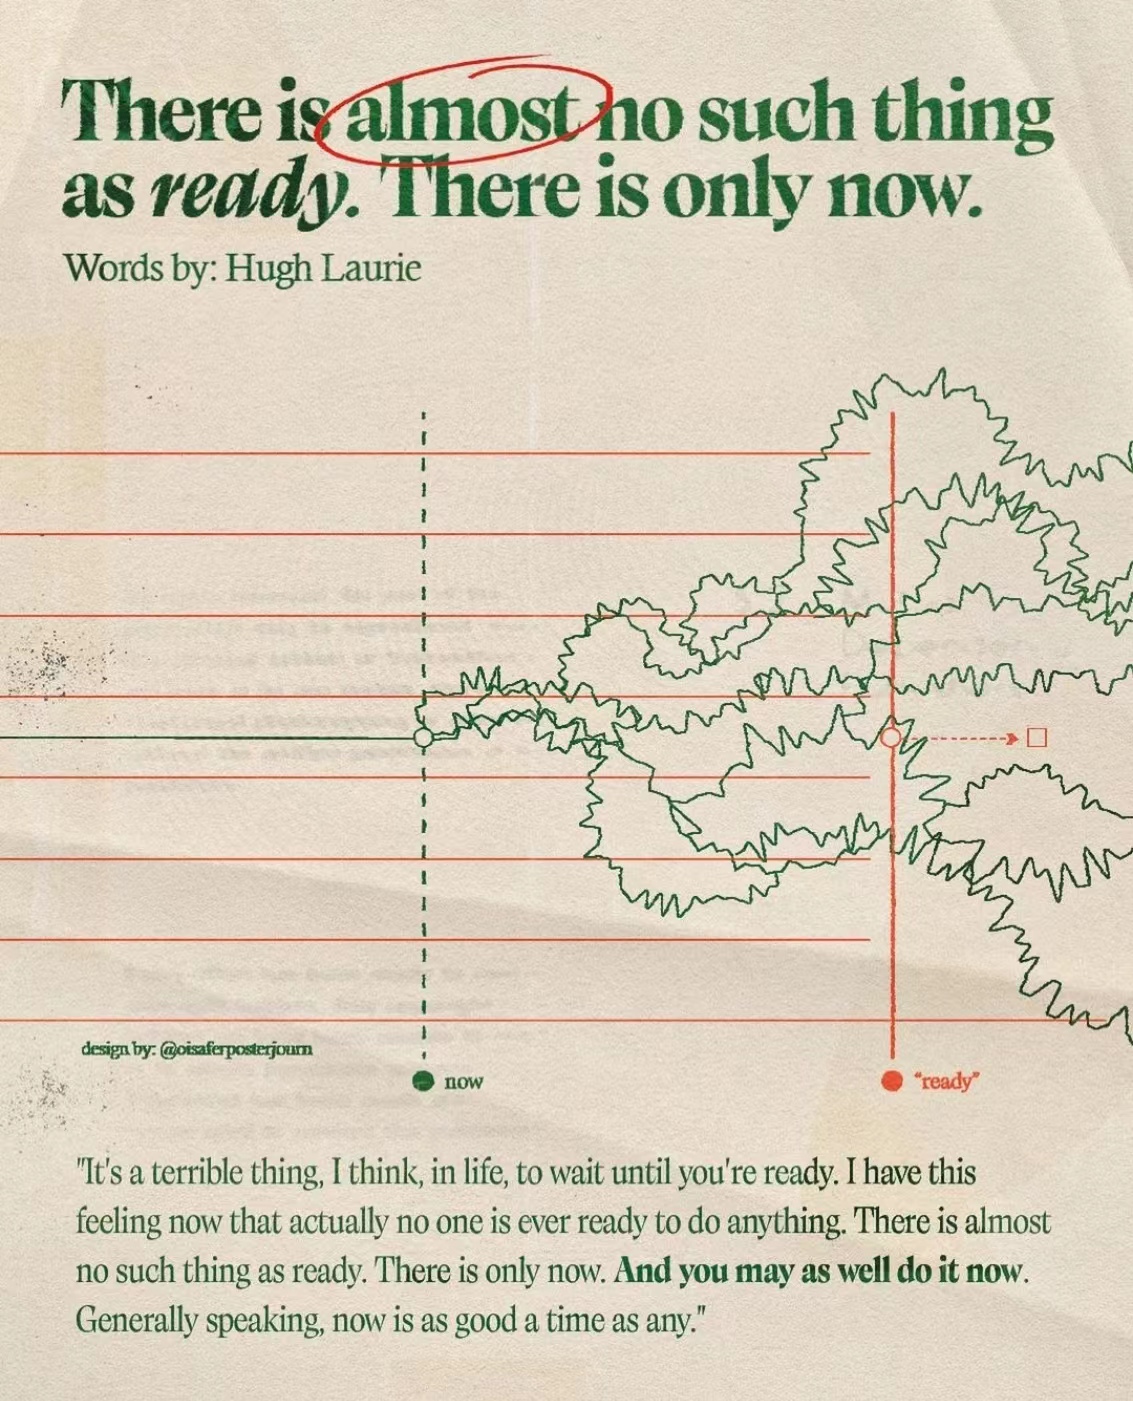 There is almost no such thing
as ready. There is only now.
Words by: Hugh Laurie
design by: @oisaferposterjourn
now
"ready"
"It's a terrible thing, I think, in life, to wait until you're ready. I have this
feeling now that actually no one is ever ready to do anything. There is almost
no such thing as ready. There is only now. And you may as well do it now.
Generally speaking, now is as good a time as any."